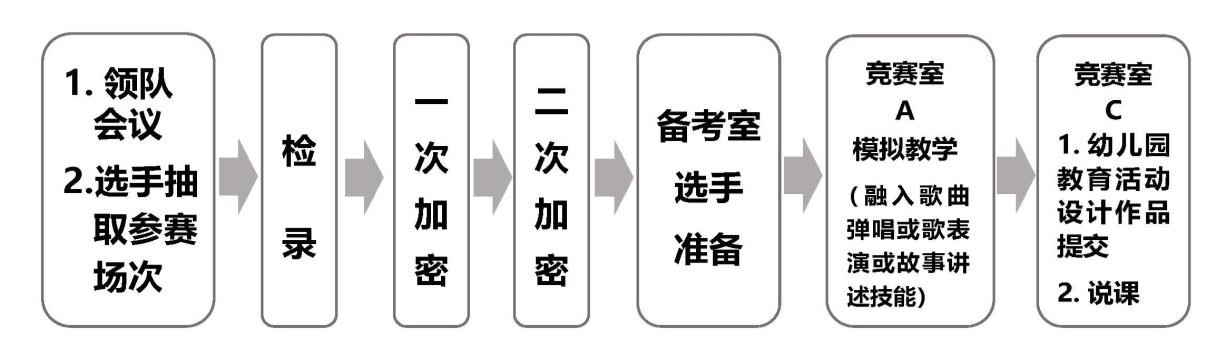 1. 领队
会议
2.选手抽
取参赛
场次
检
录
一
次
加
密
二
次
加
密
备考室
选手
准备
竞赛室
A
模拟教学
（融入歌曲
弹唱或歌表
演或故事讲
述技能）
竞赛室
C
1. 幼儿园
教育活动
设计作品
提交
2. 说课